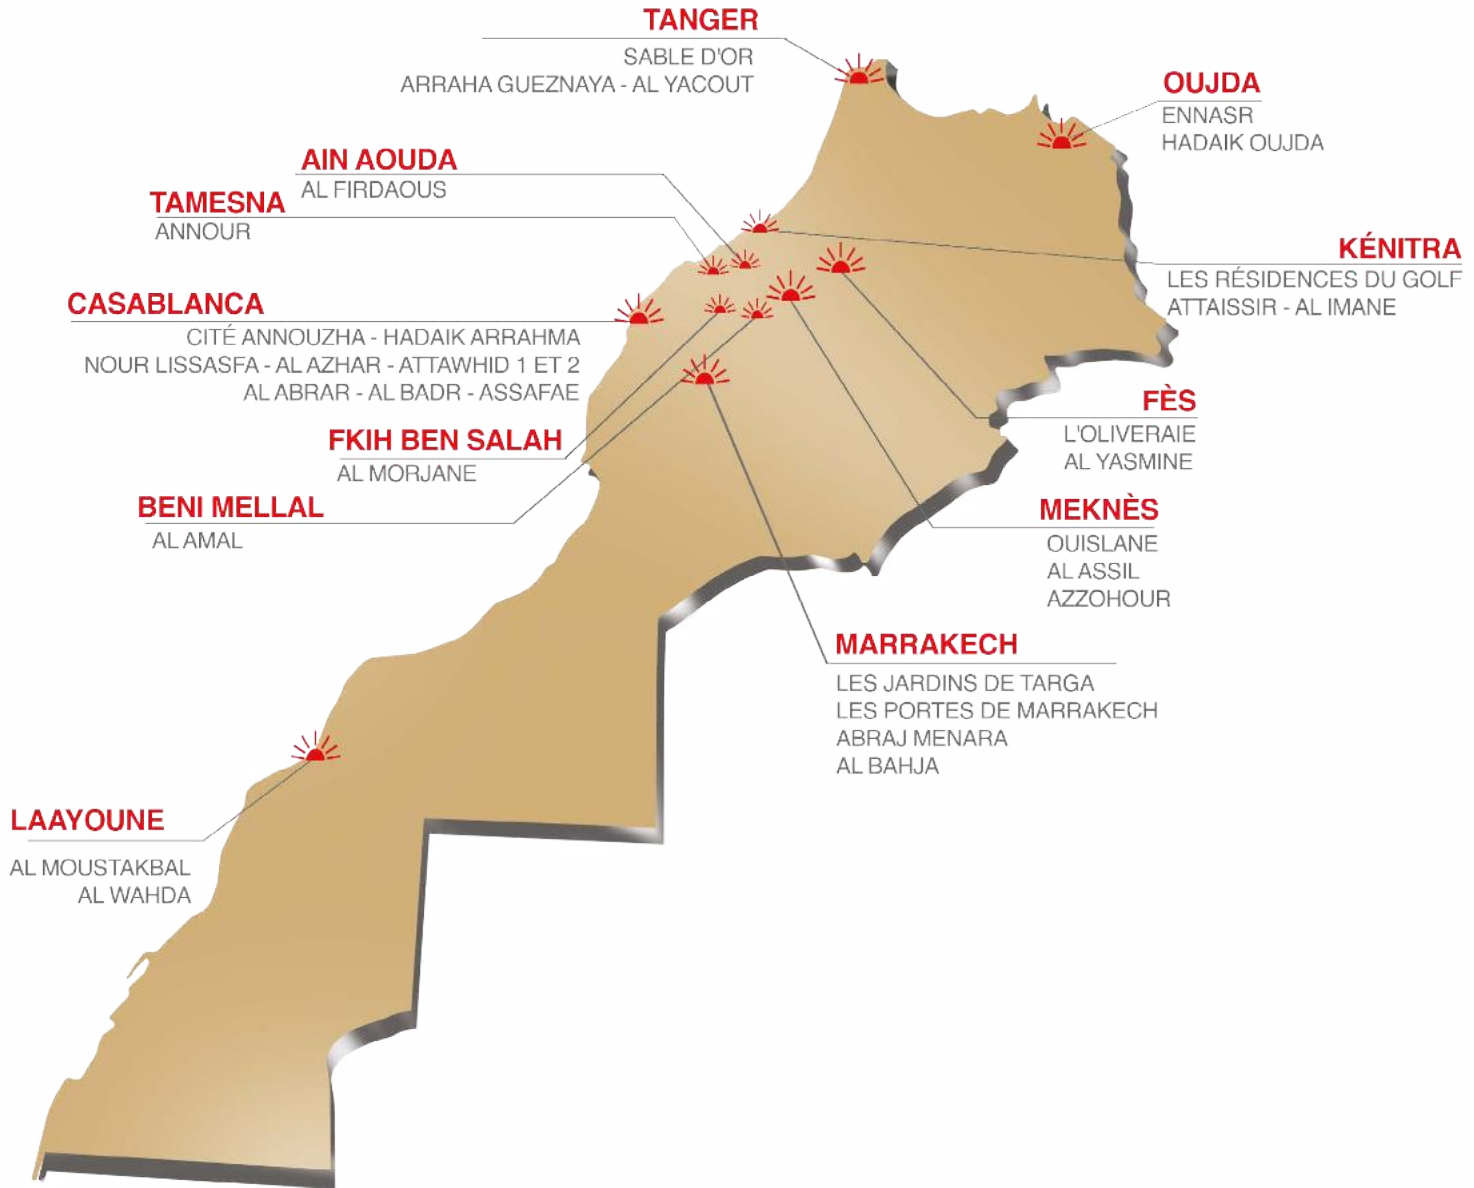 TANGER
SABLE D'OR
ARRAHA GUEZNAYA - AL YACOUT
OUJDA
ENNASR
HADAIK OUJDA
AIN AOUDA
AL FIRDAOUS
TAMESNA
ANNOUR
KÉNITRA
LES RÉSIDENCES DU GOLF
ATTAISSIR - AL IMANE
CASABLANCA
CITÉ ANNOUZHA - HADAIK ARRAHMA
NOUR LISSASFA - AL AZHAR - ATTAWHID 1 ET 2
AL ABRAR - AL BADR - ASSAFAE
FÈS
L'OLIVERAIE
AL YASMINE
FKIH BEN SALAH
AL MORJANE
BENI MELLAL
AL AMAL
MEKNÈS
OUISLANE
AL ASSIL
AZZOHOUR
MARRAKECH
LES JARDINS DE TARGA
LES PORTES DE MARRAKECH
ABRAJ MENARA
AL BAHJA
LAAYOUNE
AL MOUSTAKBAL
AL WAHDA